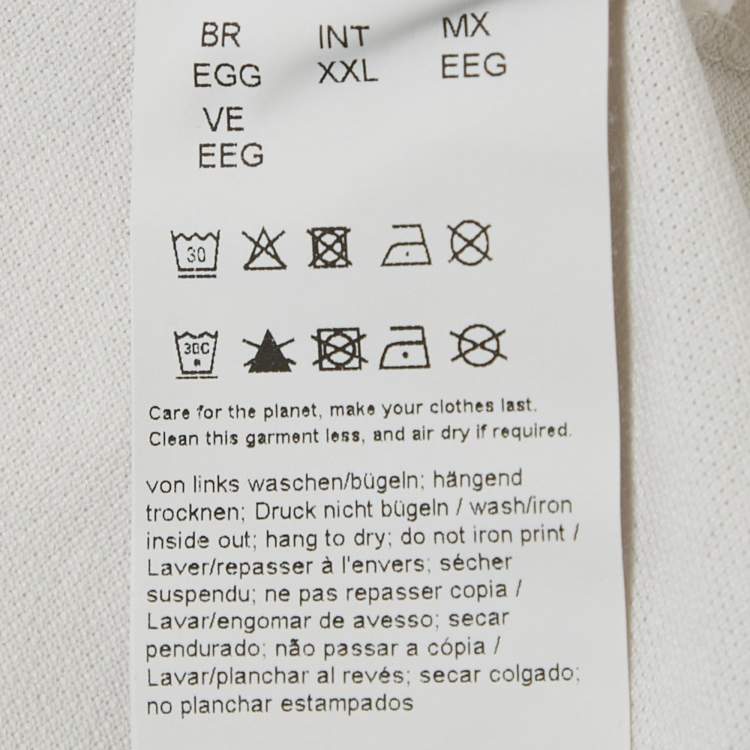 BR INT MX
EGG XXL EEG
VE
EEG
30
30C
Care for the planet, make your clothes last.
Clean this garment less, and air dry if required.
von links waschen/bügeln; hängend
trocknen; Druck nicht bügeln / wash/iron
inside out; hang to dry; do not iron print /
Laver/repasser à l'envers; sécher
suspendu; ne pas repasser copia /
Lavar/engomar de avesso; secar
pendurado; não passar a cópia /
Lavar/planchar al revés; secar colgado;
no planchar estampados